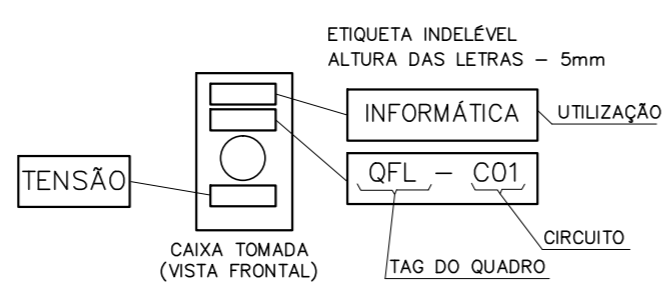 ETIQUETA INDELÉVEL
ALTURA DAS LETRAS – 5mm
INFORMÁTICA
UTILIZAÇÃO
TENSÃO
QFL – C01
CIRCUITO
TAG DO QUADRO
CAIXA TOMADA
(VISTA FRONTAL)